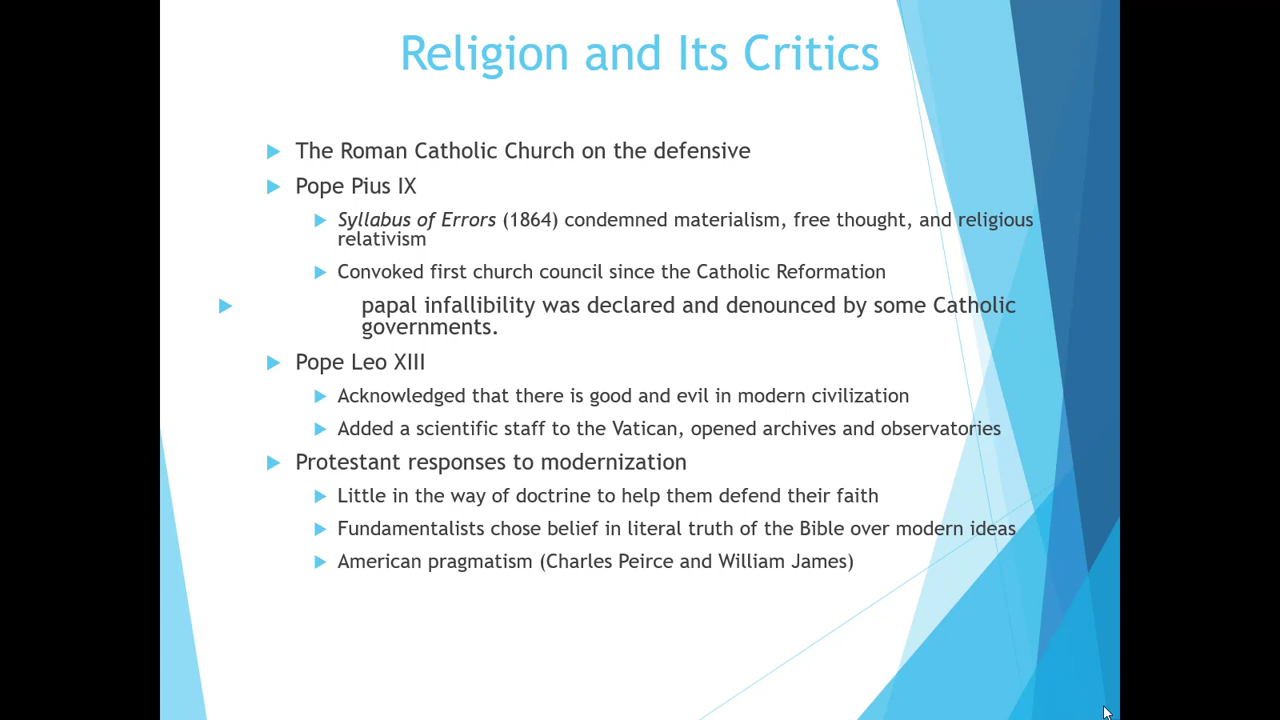 Religion and Its Critics
The Roman Catholic Church on the defensive
Pope Pius IX
Syllabus of Errors (1864) condemned materialism, free thought, and religious
relativism
Convoked first church council since the Catholic Reformation
papal infallibility was declared and denounced by some Catholic
governments.
Pope Leo XIII
Acknowledged that there is good and evil in modern civilization
Added a scientific staff to the Vatican, opened archives and observatories
Protestant responses to modernization
Little in the way of doctrine to help them defend their faith
Fundamentalists chose belief in literal truth of the Bible over modern ideas
American pragmatism (Charles Peirce and William James)